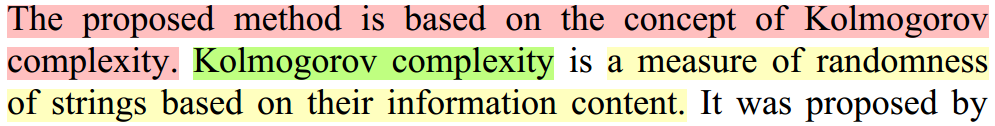 The proposed method is based on the concept of Kolmogorov
complexity. Kolmogorov complexity is a measure of randomness
of strings based on their information content. It was proposed by